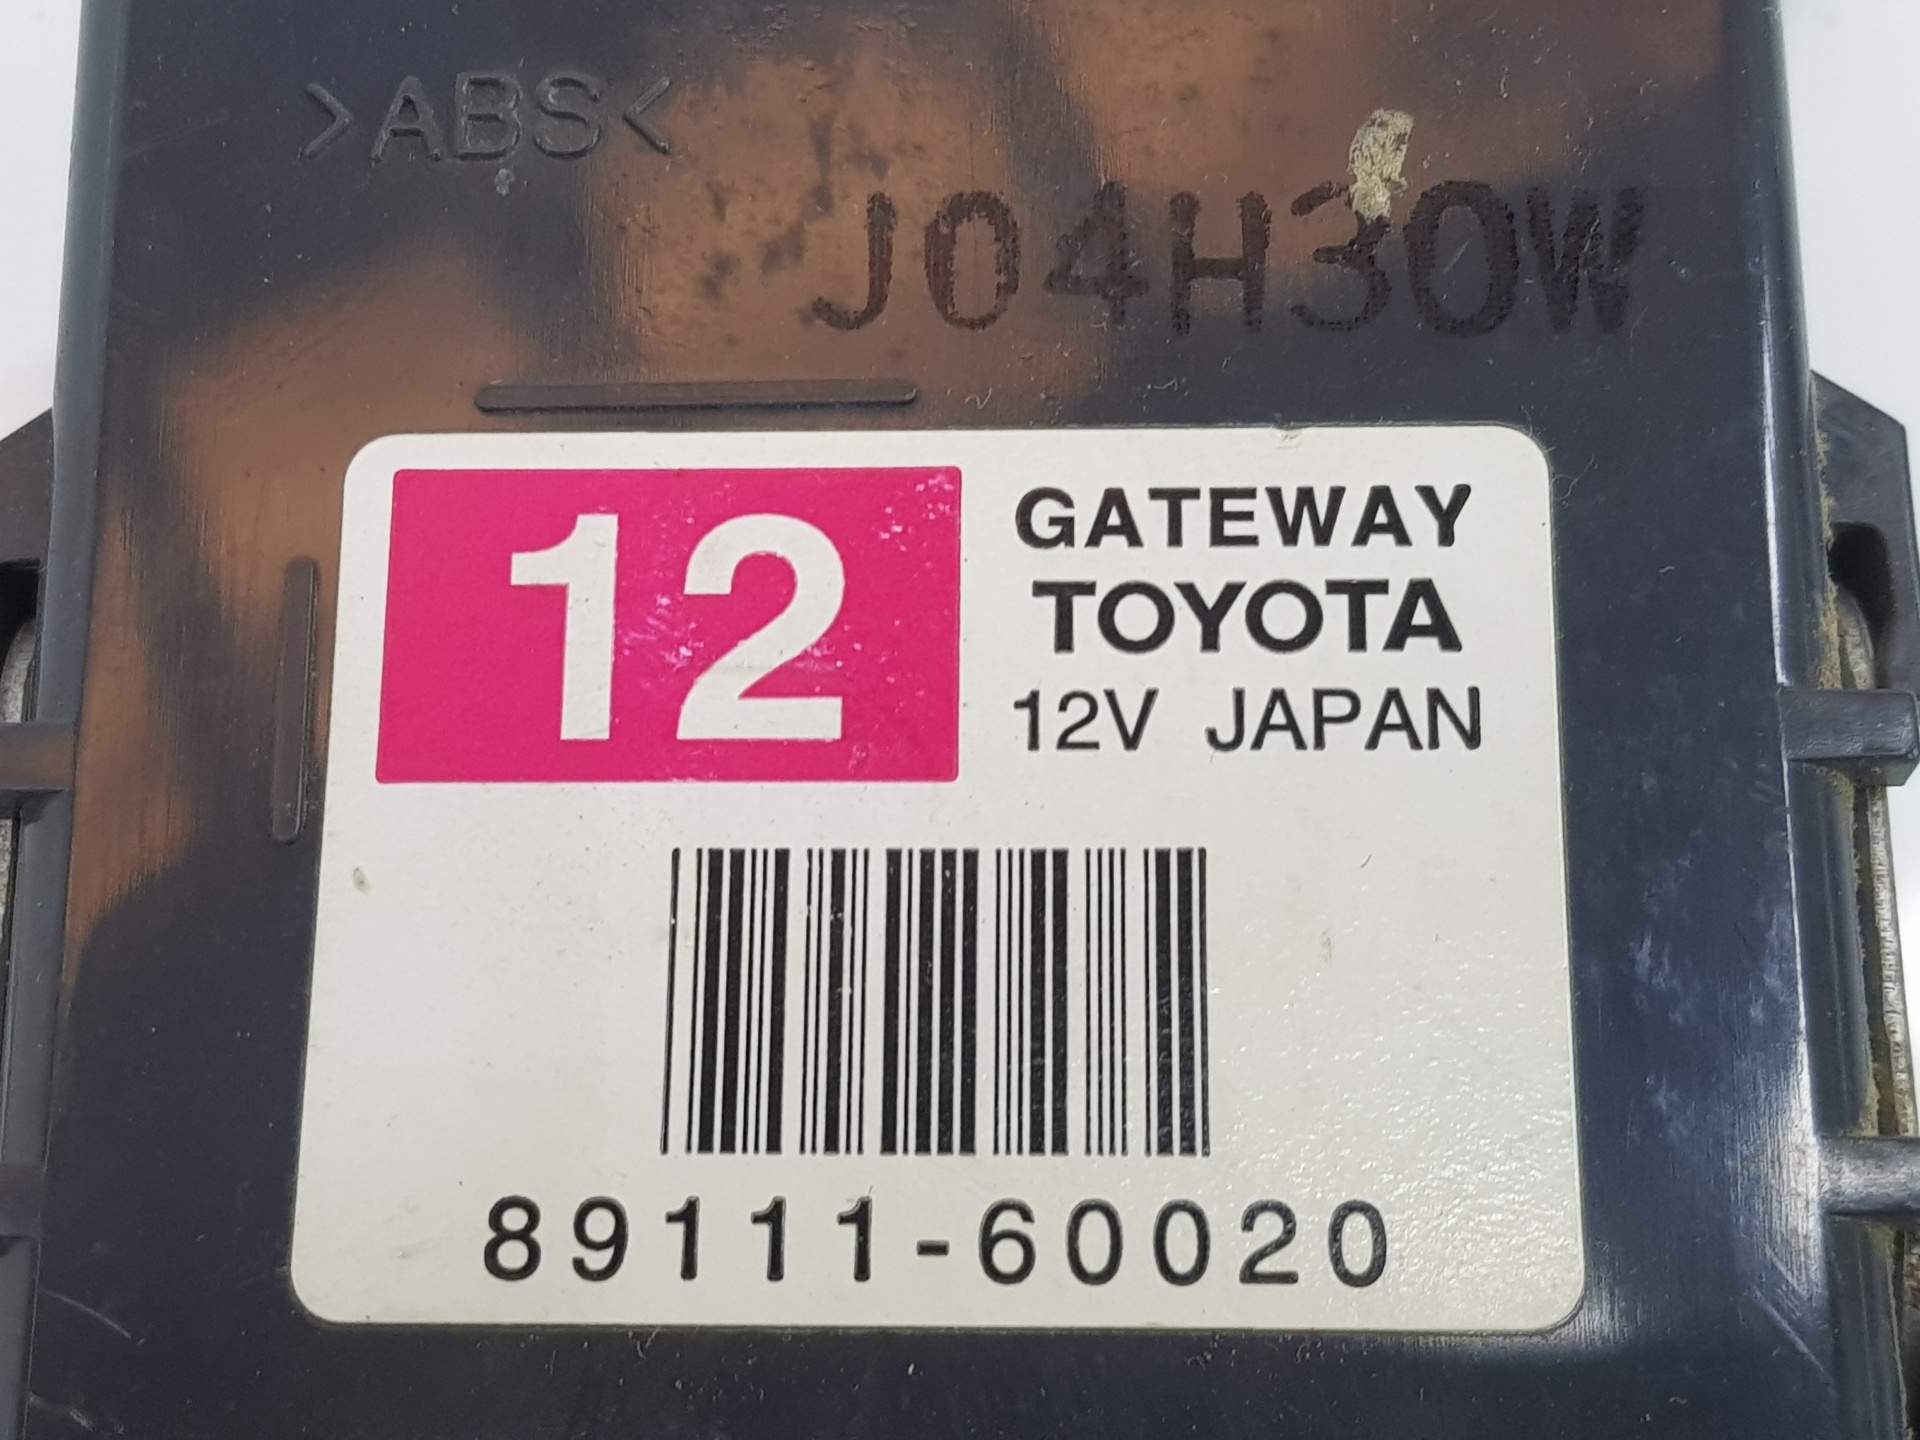 >ABS<
J04H30W
12
GATEWAY
TOYOTA
12V JAPAN
89111-60020